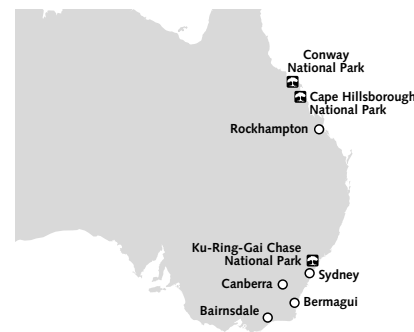 Conway
National Park
Cape Hillsborough
National Park
Rockhampton
Ku-Ring-Gai Chase
National Park
Sydney
Canberra
Bermagui
Bairnsdale